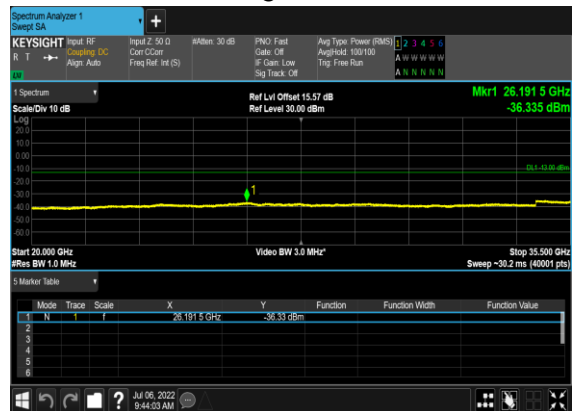 Spectrum Analyzer 1
Swept SA
+
KEYSIGHT Input: RF Input Z: 50 Ω #Atten: 30 dB PNO: Fast Avg Type: Power (RMS) 1 2 3 4 5 6
R T Coupling: DC Corr CCorr Gate: Off Avg|Hold: 100/100 A W W W W W
Align: Auto Freq Ref: Int (S) IF Gain: Low Trig: Free Run
Sig Track: Off A N N N N N
1 Spectrum Ref Lvl Offset 15.57 dB Mkr1 26.191 5 GHz
Scale/Div 10 dB Ref Level 30.00 dBm -36.335 dBm
Log
20.0
10.0
0.00
-10.0 DL1 -13.00 dBm
-20.0
-30.0 1
-40.0
-50.0
-60.0
Start 20.000 GHz Video BW 3.0 MHz* Stop 35.500 GHz
#Res BW 1.0 MHz Sweep ~30.2 ms (40001 pts)
5 Marker Table
Mode Trace Scale X Y Function Function Width Function Value
1 N 1 f 26.191 5 GHz -36.33 dBm
2
3
4
5
6
? Jul 06, 2022
9:44:03 AM